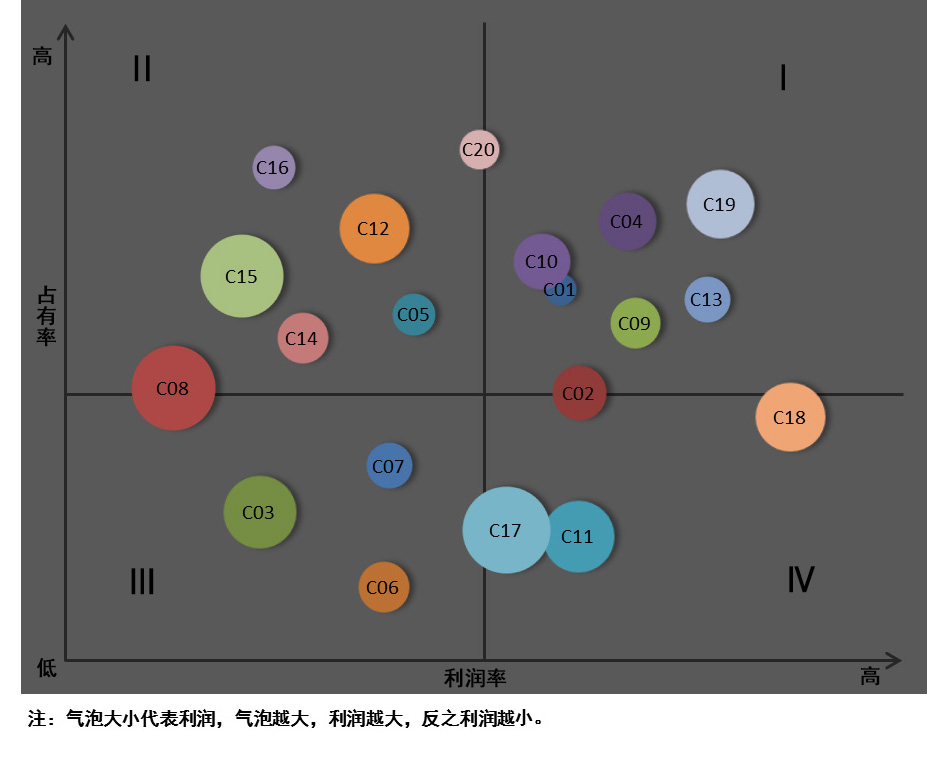 高
II
I
C20
C16
C19
C04
C12
C10
C15
C01
C13
占有率
C05
C09
C14
C08
C02
C18
C07
C03
C17
C11
III
IV
C06
低
利润率
高
注：气泡大小代表利润，气泡越大，利润越大，反之利润越小。